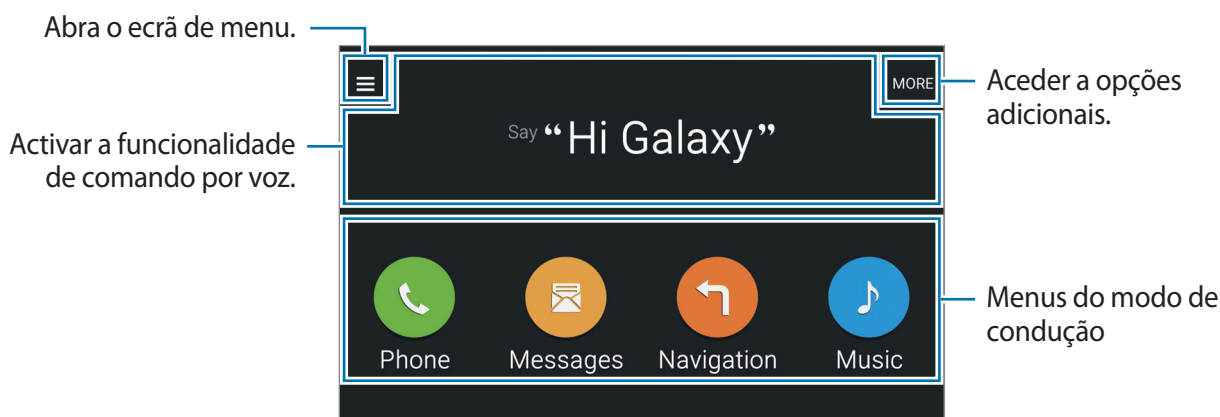 Abra o ecrã de menu.
MORE
Aceder a opções
adicionais.
Say “Hi Galaxy”
Activar a funcionalidade
de comando por voz.
Phone
Messages
Navigation
Music
Menus do modo de
condução